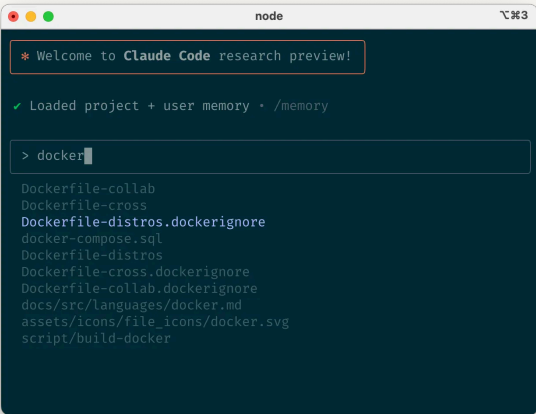 node
⌥⌘3
✻ Welcome to Claude Code research preview!
✔ Loaded project + user memory • /memory
> docker
Dockerfile-collab
Dockerfile-cross
Dockerfile-distros.dockerignore
docker-compose.sql
Dockerfile-distros
Dockerfile-cross.dockerignore
Dockerfile-collab.dockerignore
docs/src/languages/docker.md
assets/icons/file_icons/docker.svg
script/build-docker